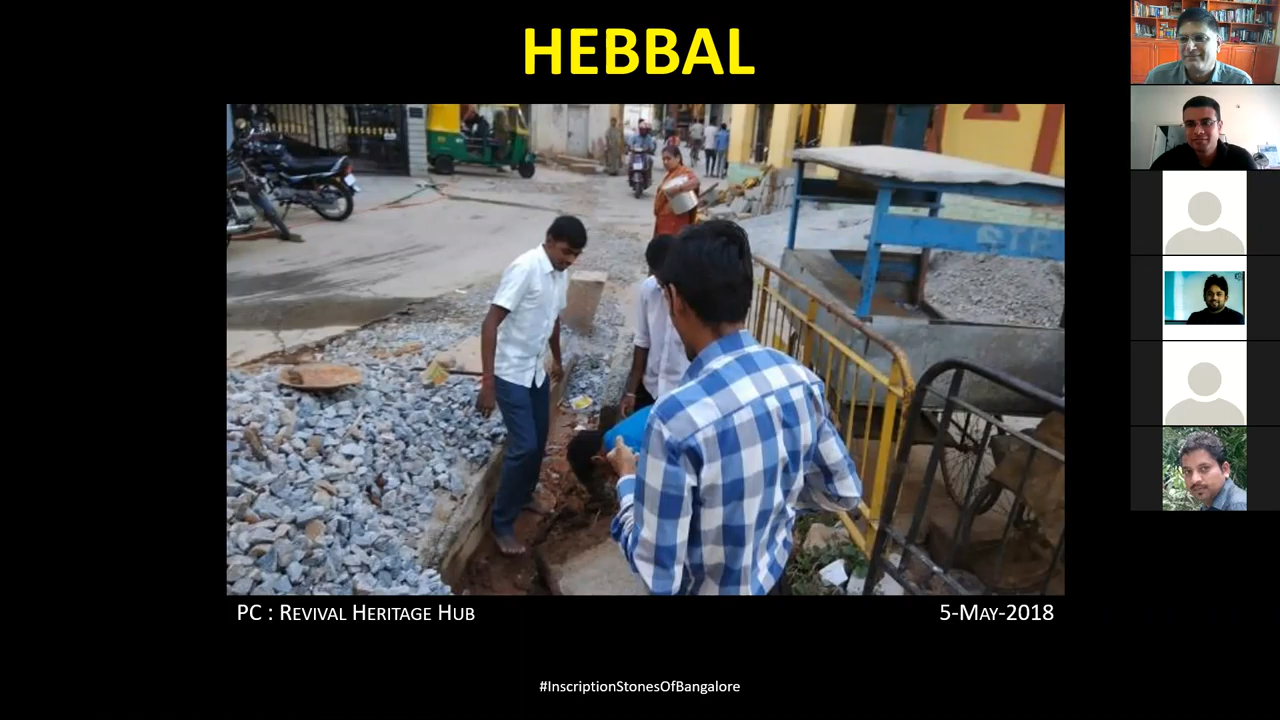 HEBBAL
PC : REVIVAL HERITAGE HUB
5-MAY-2018
#InscriptionStonesOfBangalore